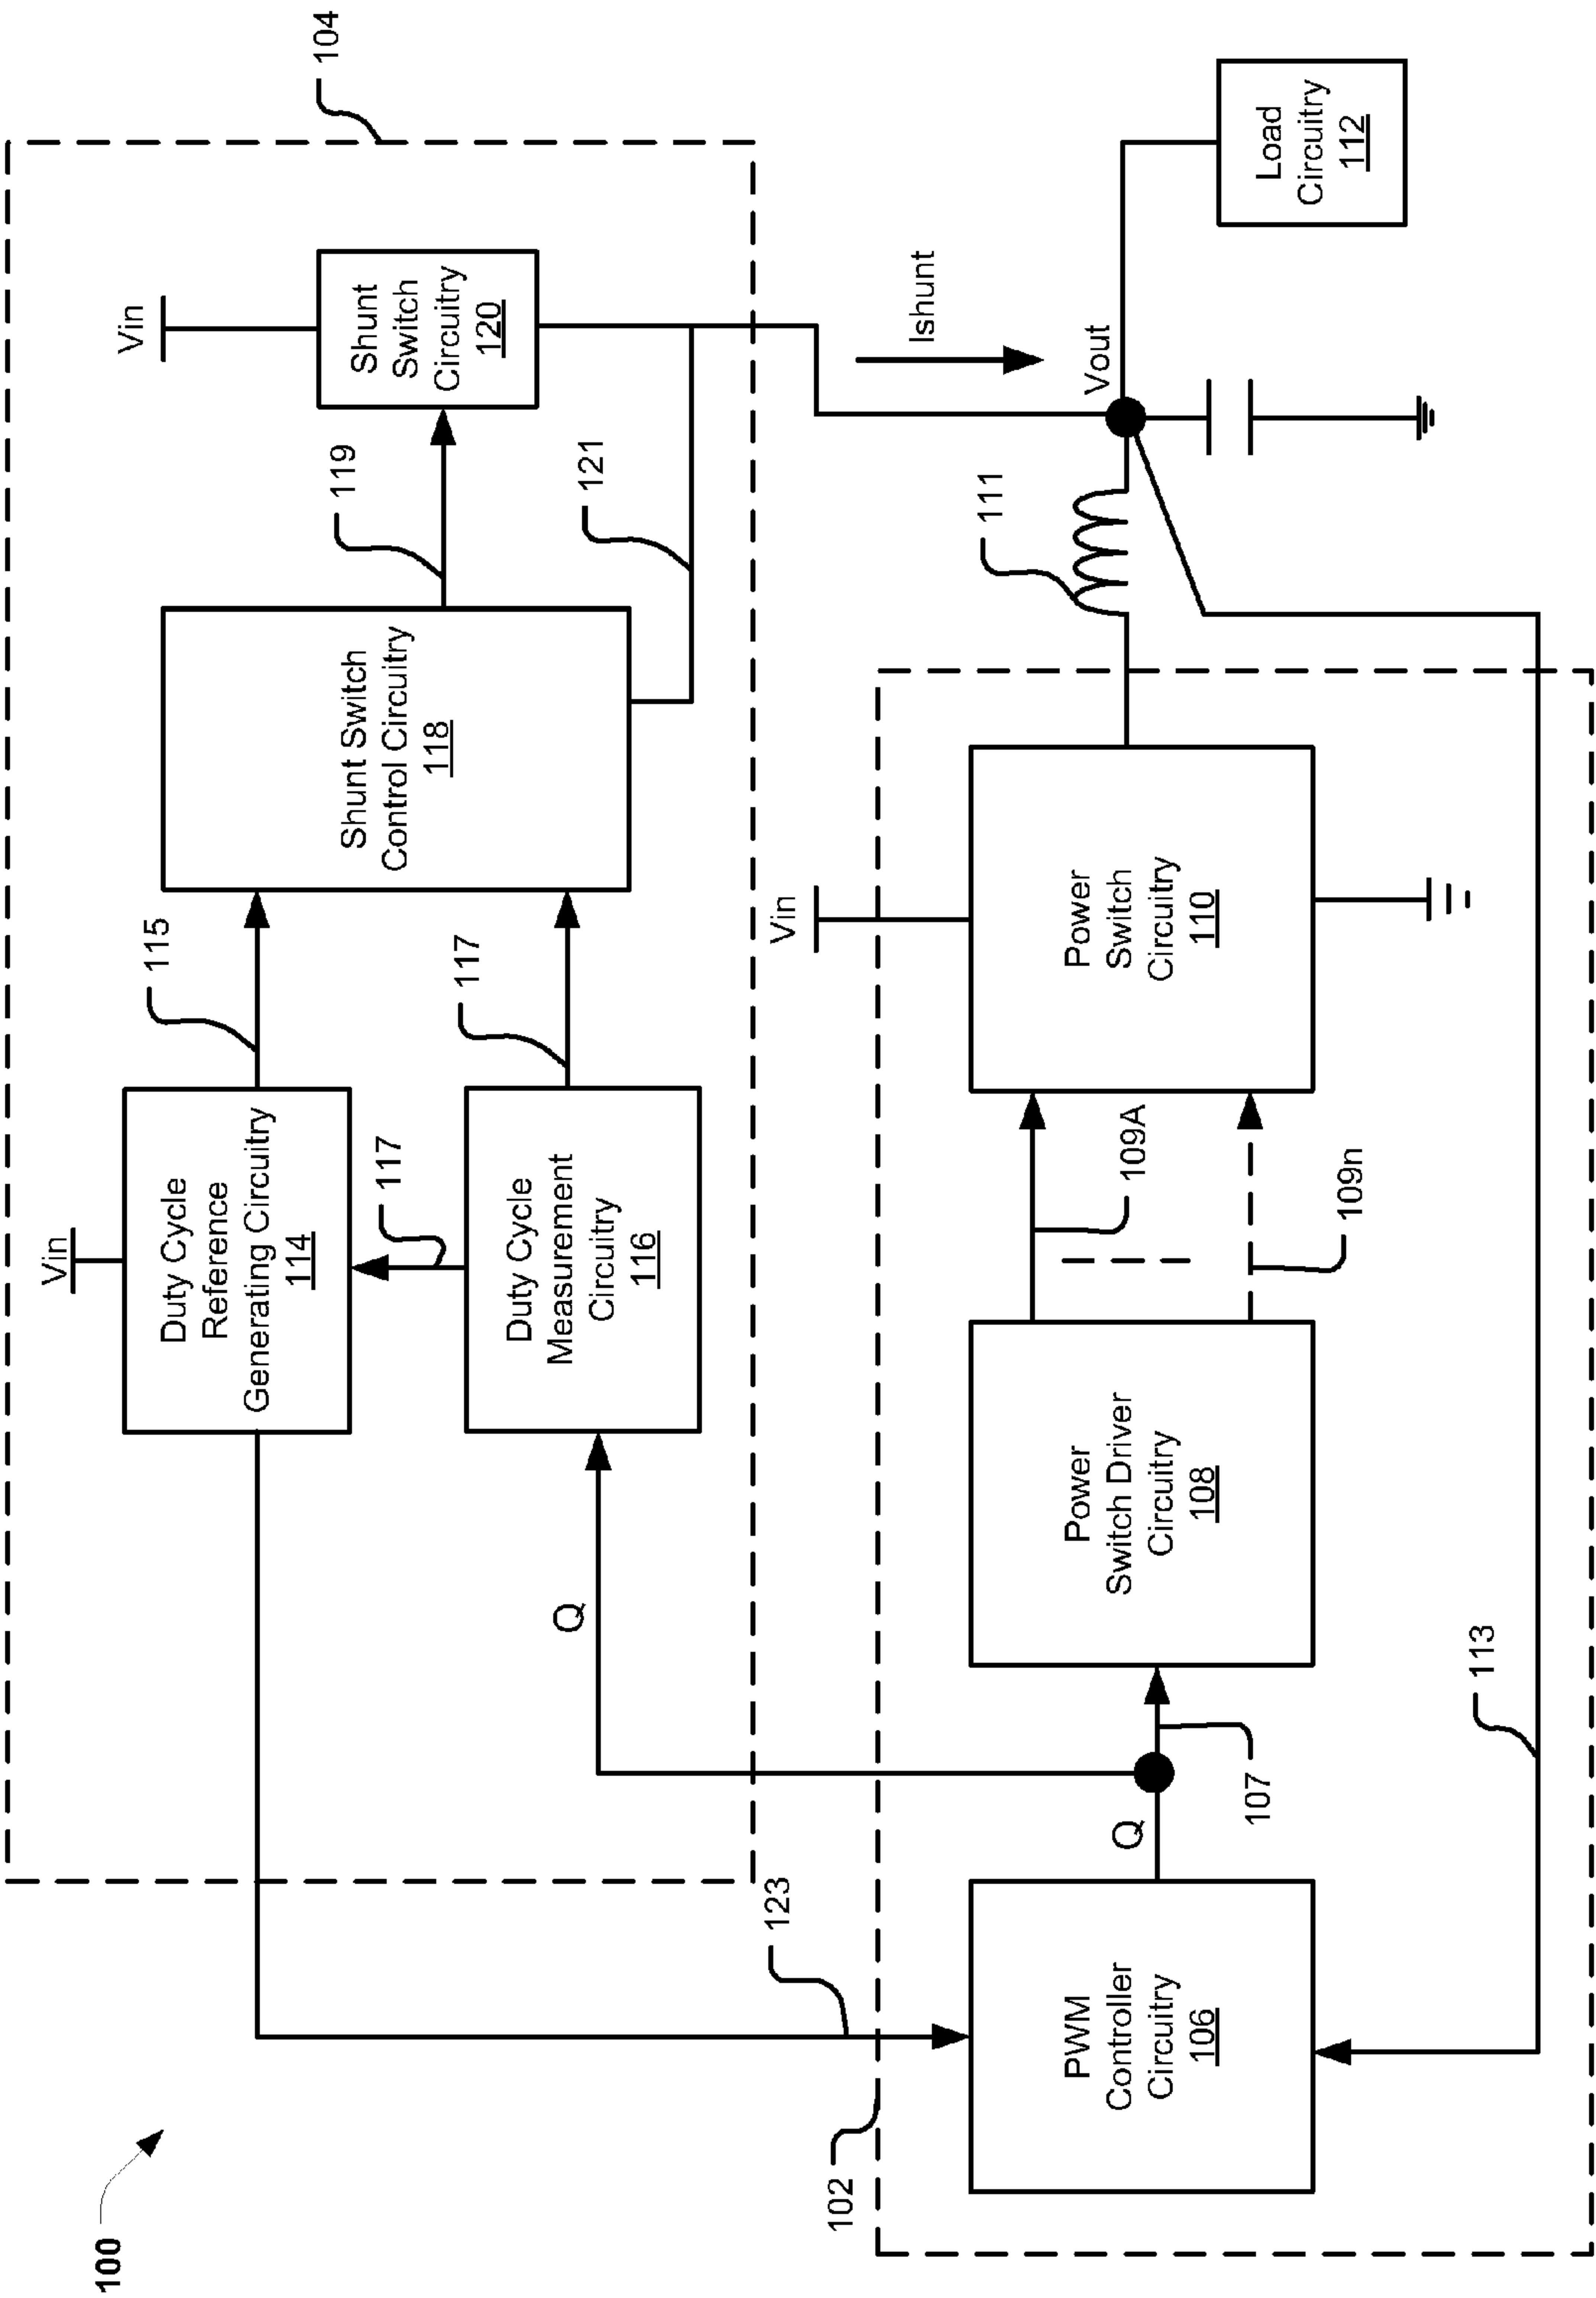 100
104
Vin
Duty Cycle
Reference
Generating Circuitry
114
115
117
Duty Cycle
Measurement
Circuitry
116
117
Q
Shunt Switch
Control Circuitry
118
119
121
Vin
Shunt
Switch
Circuitry
120
Ishunt
123
102
PWM
Controller
Circuitry
106
Q
107
Power
Switch Driver
Circuitry
108
109A
109n
Vin
Power
Switch
Circuitry
110
111
Vout
Load
Circuitry
112
113